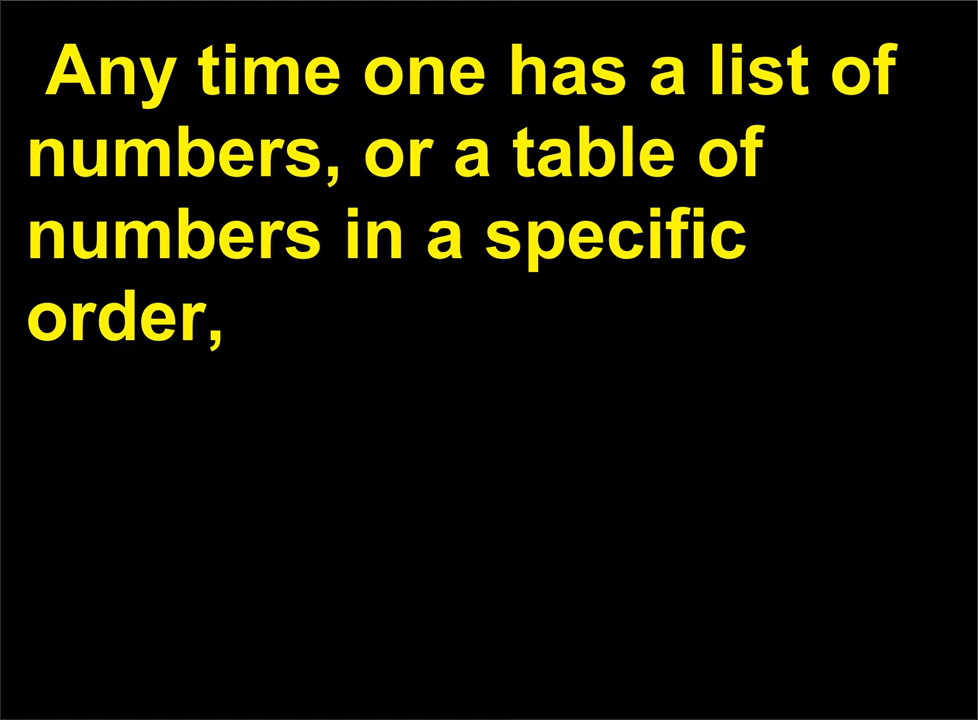 Any time one has a list of
numbers, or a table of
numbers in a specific
order,